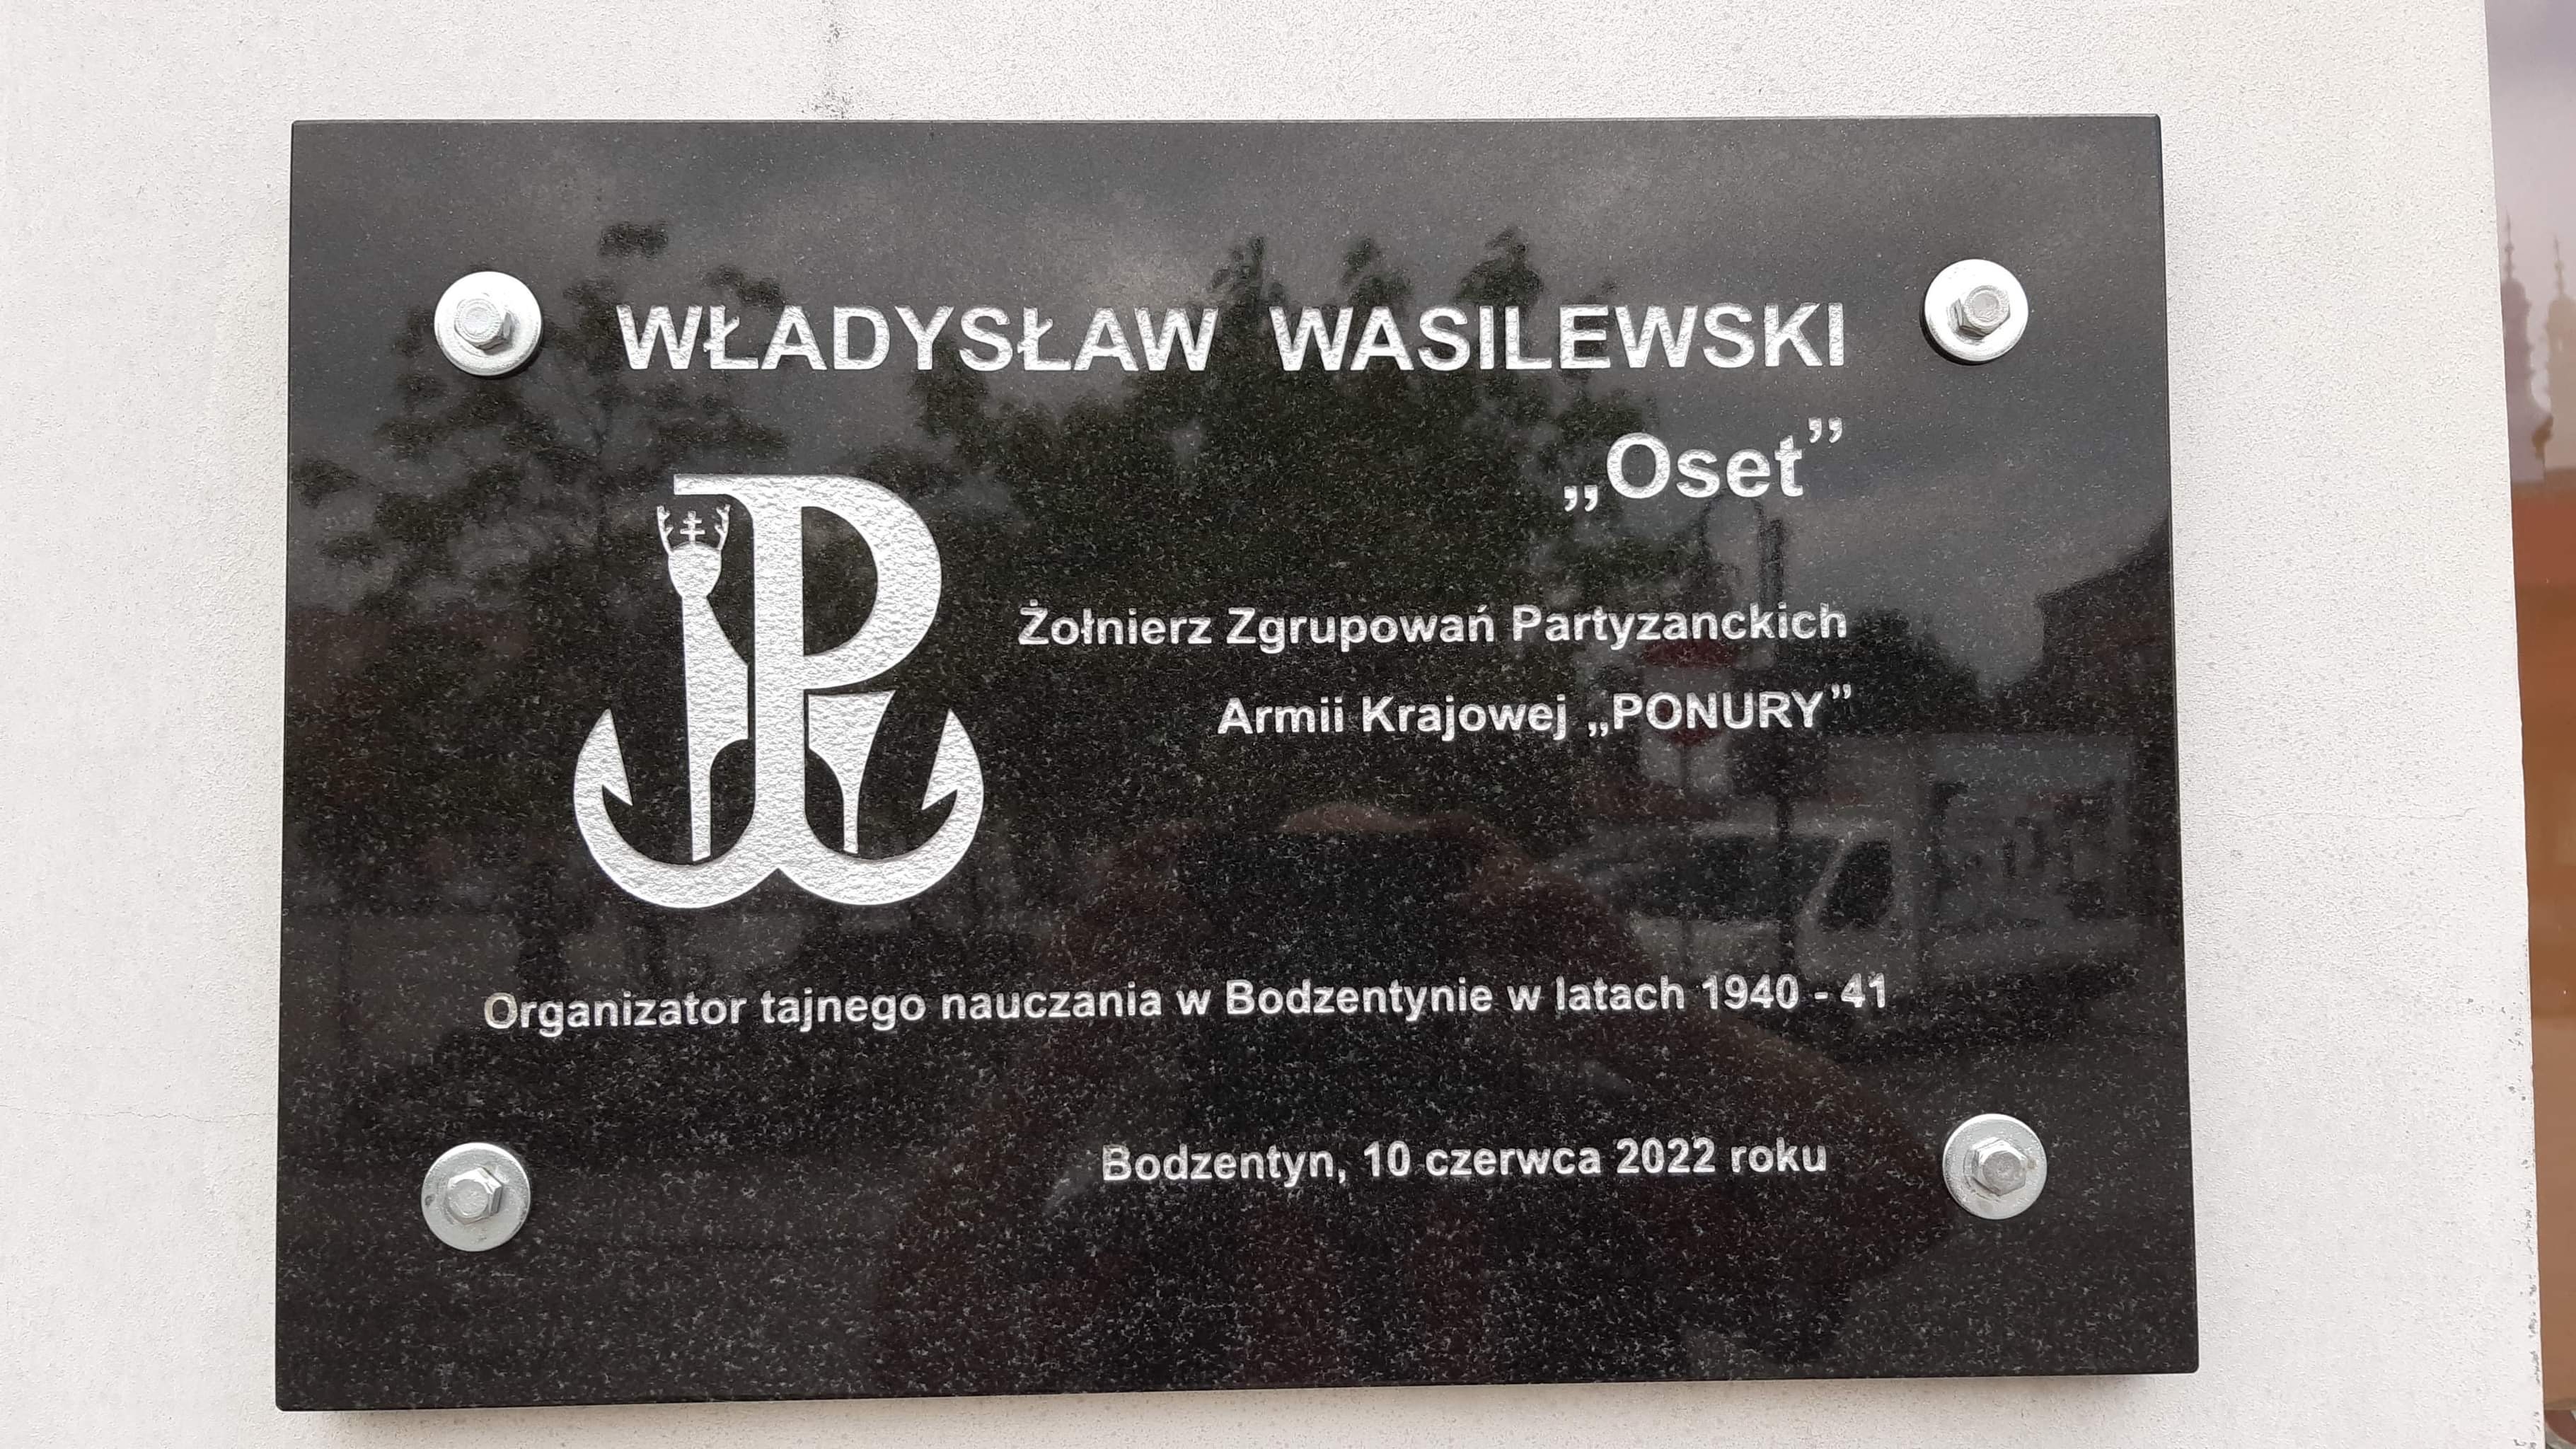 WŁADYSŁAW WASILEWSKI
„Oset”
Żołnierz Zgrupowań Partyzanckich
Armii Krajowej „PONURY”
Organizator tajnego nauczania w Bodzentynie w latach 1940 - 41
Bodzentyn, 10 czerwca 2022 roku